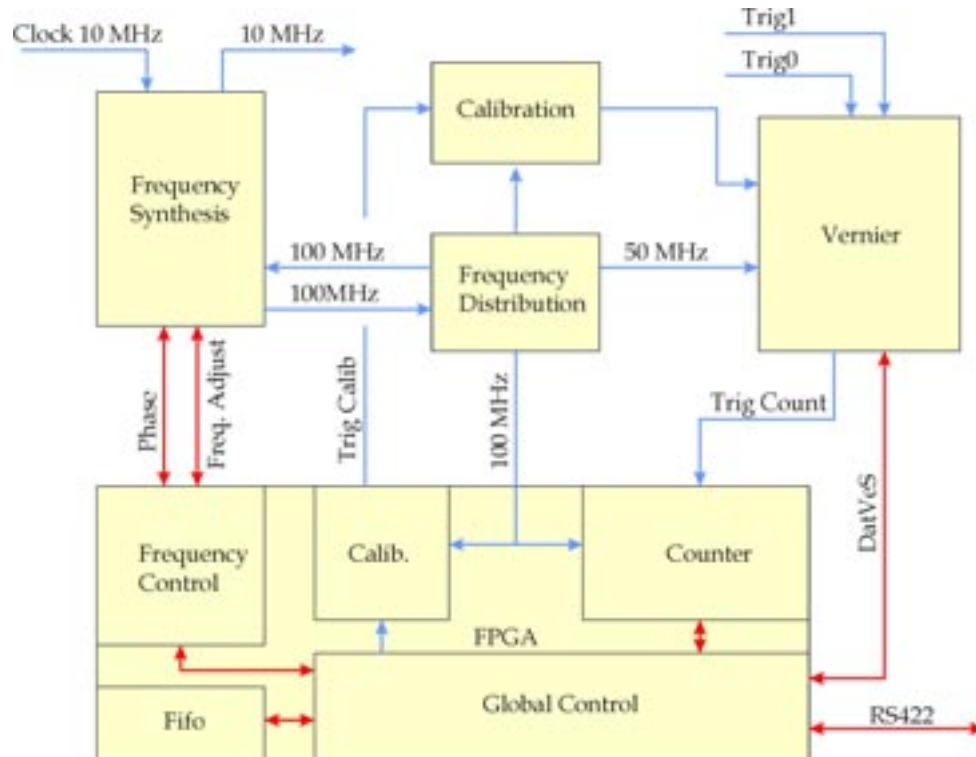 Clock 10 MHz
10 MHz
Trig1
Trig0
Calibration
Frequency
Synthesis
Vernier
100 MHz
50 MHz
Frequency
Distribution
100MHz
Phase
Freq. Adjust
Trig Calib
100 MHz
Trig Count
DatVeS
Frequency
Control
Calib.
Counter
FPGA
Global Control
Fifo
RS422